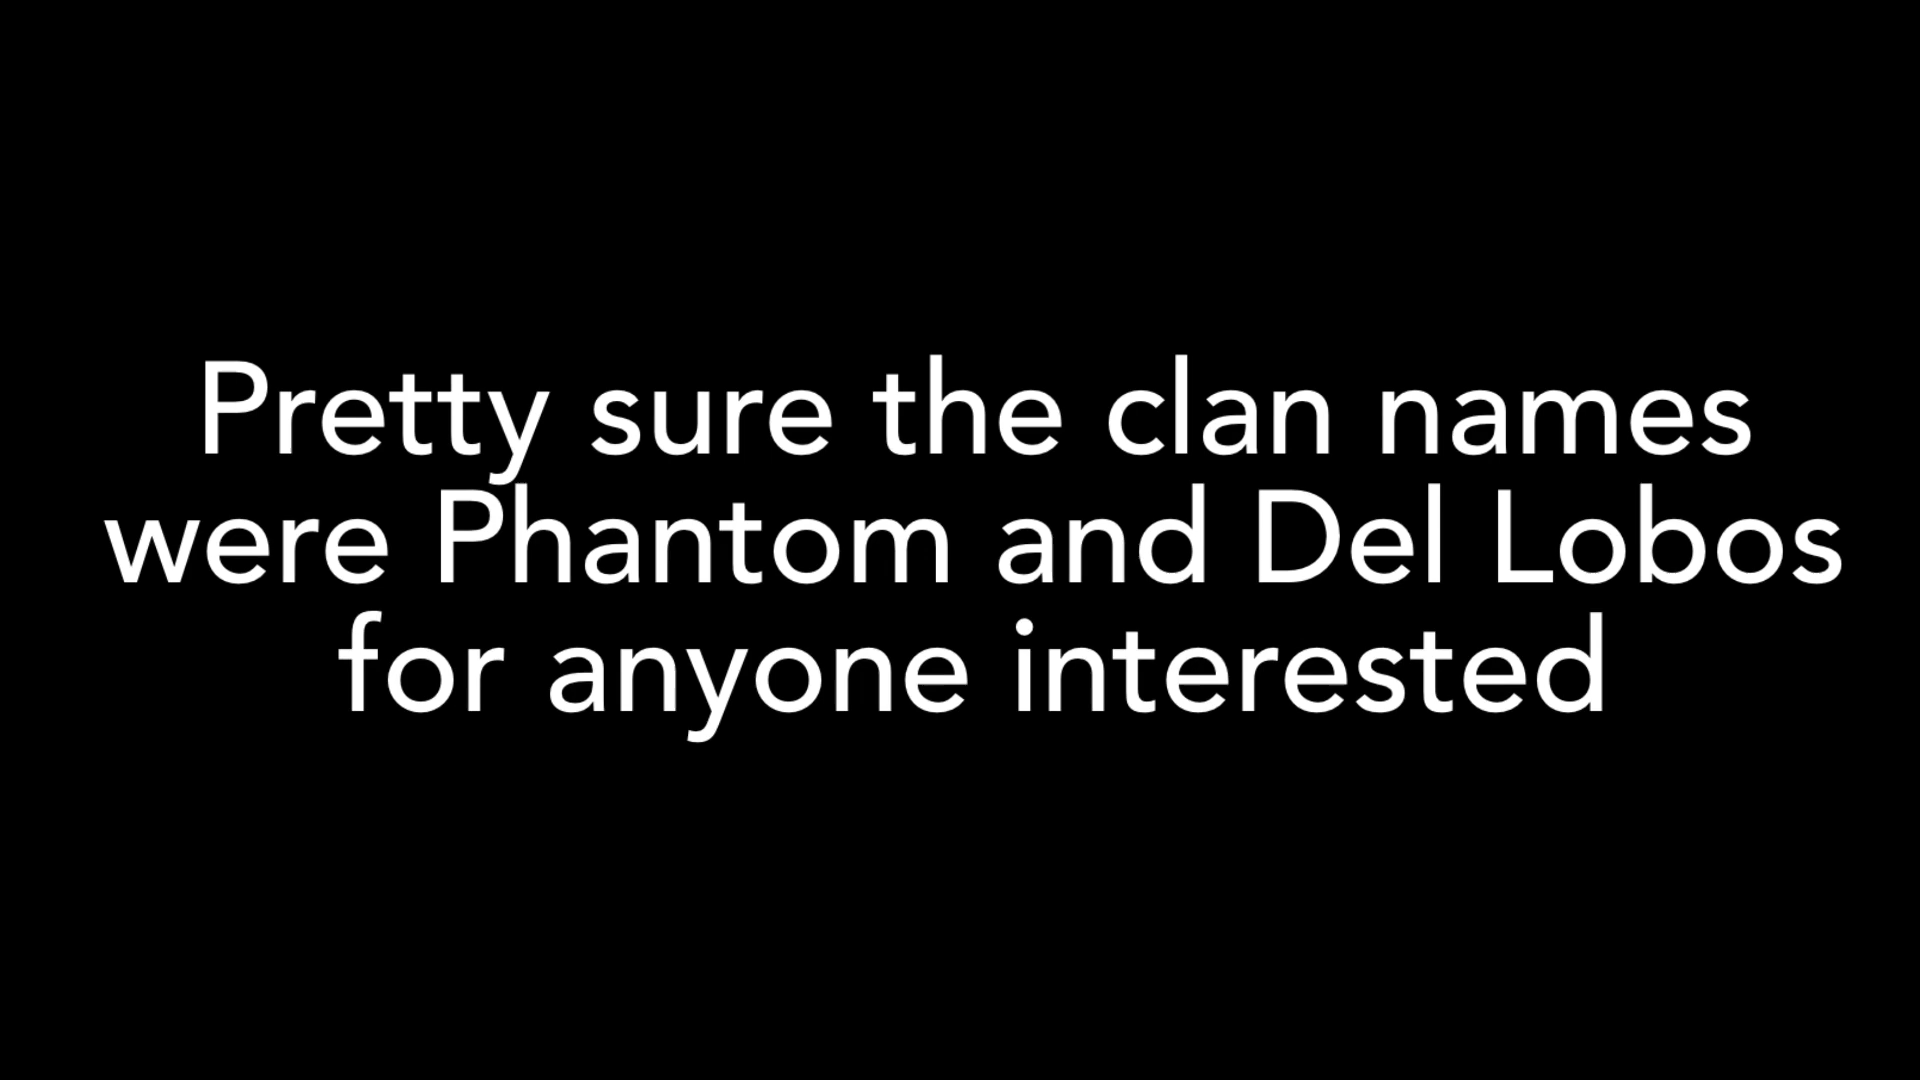 Pretty sure the clan names
were Phantom and Del Lobos
for anyone interested